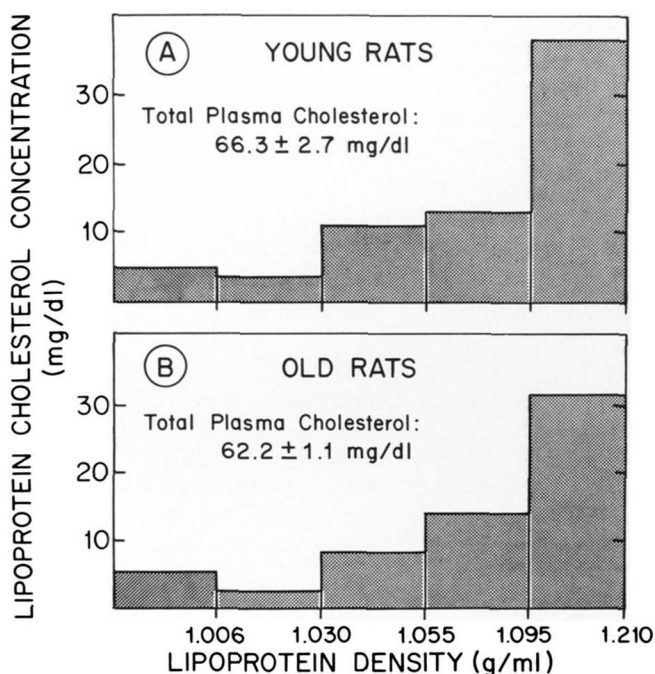 LIPOPROTEIN CHOLESTEROL CONCENTRATION
(mg/dl)
A YOUNG RATS
Total Plasma Cholesterol:
66.3 ± 2.7 mg/dl
30
20
10
B OLD RATS
Total Plasma Cholesterol:
62.2 ± 1.1 mg/dl
30
20
10
1.006 1.030 1.055 1.095 1.210
LIPOPROTEIN DENSITY (g/ml)